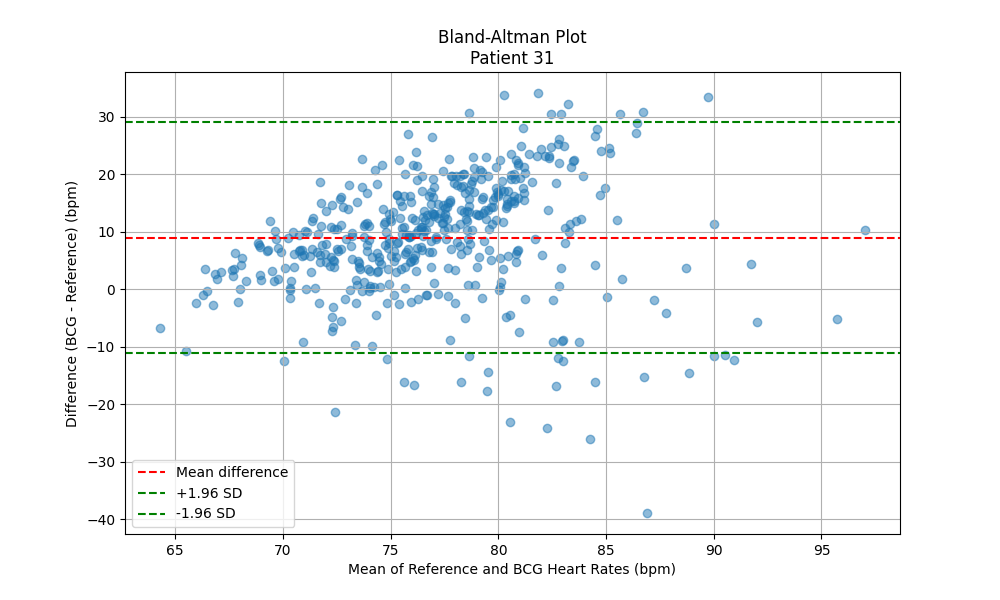 Bland-Altman Plot
Patient 31
Difference (BCG - Reference) (bpm)
30
20
10
0
−10
−20
−30
−40
Mean difference
+1.96 SD
-1.96 SD
65 70 75 80 85 90 95
Mean of Reference and BCG Heart Rates (bpm)